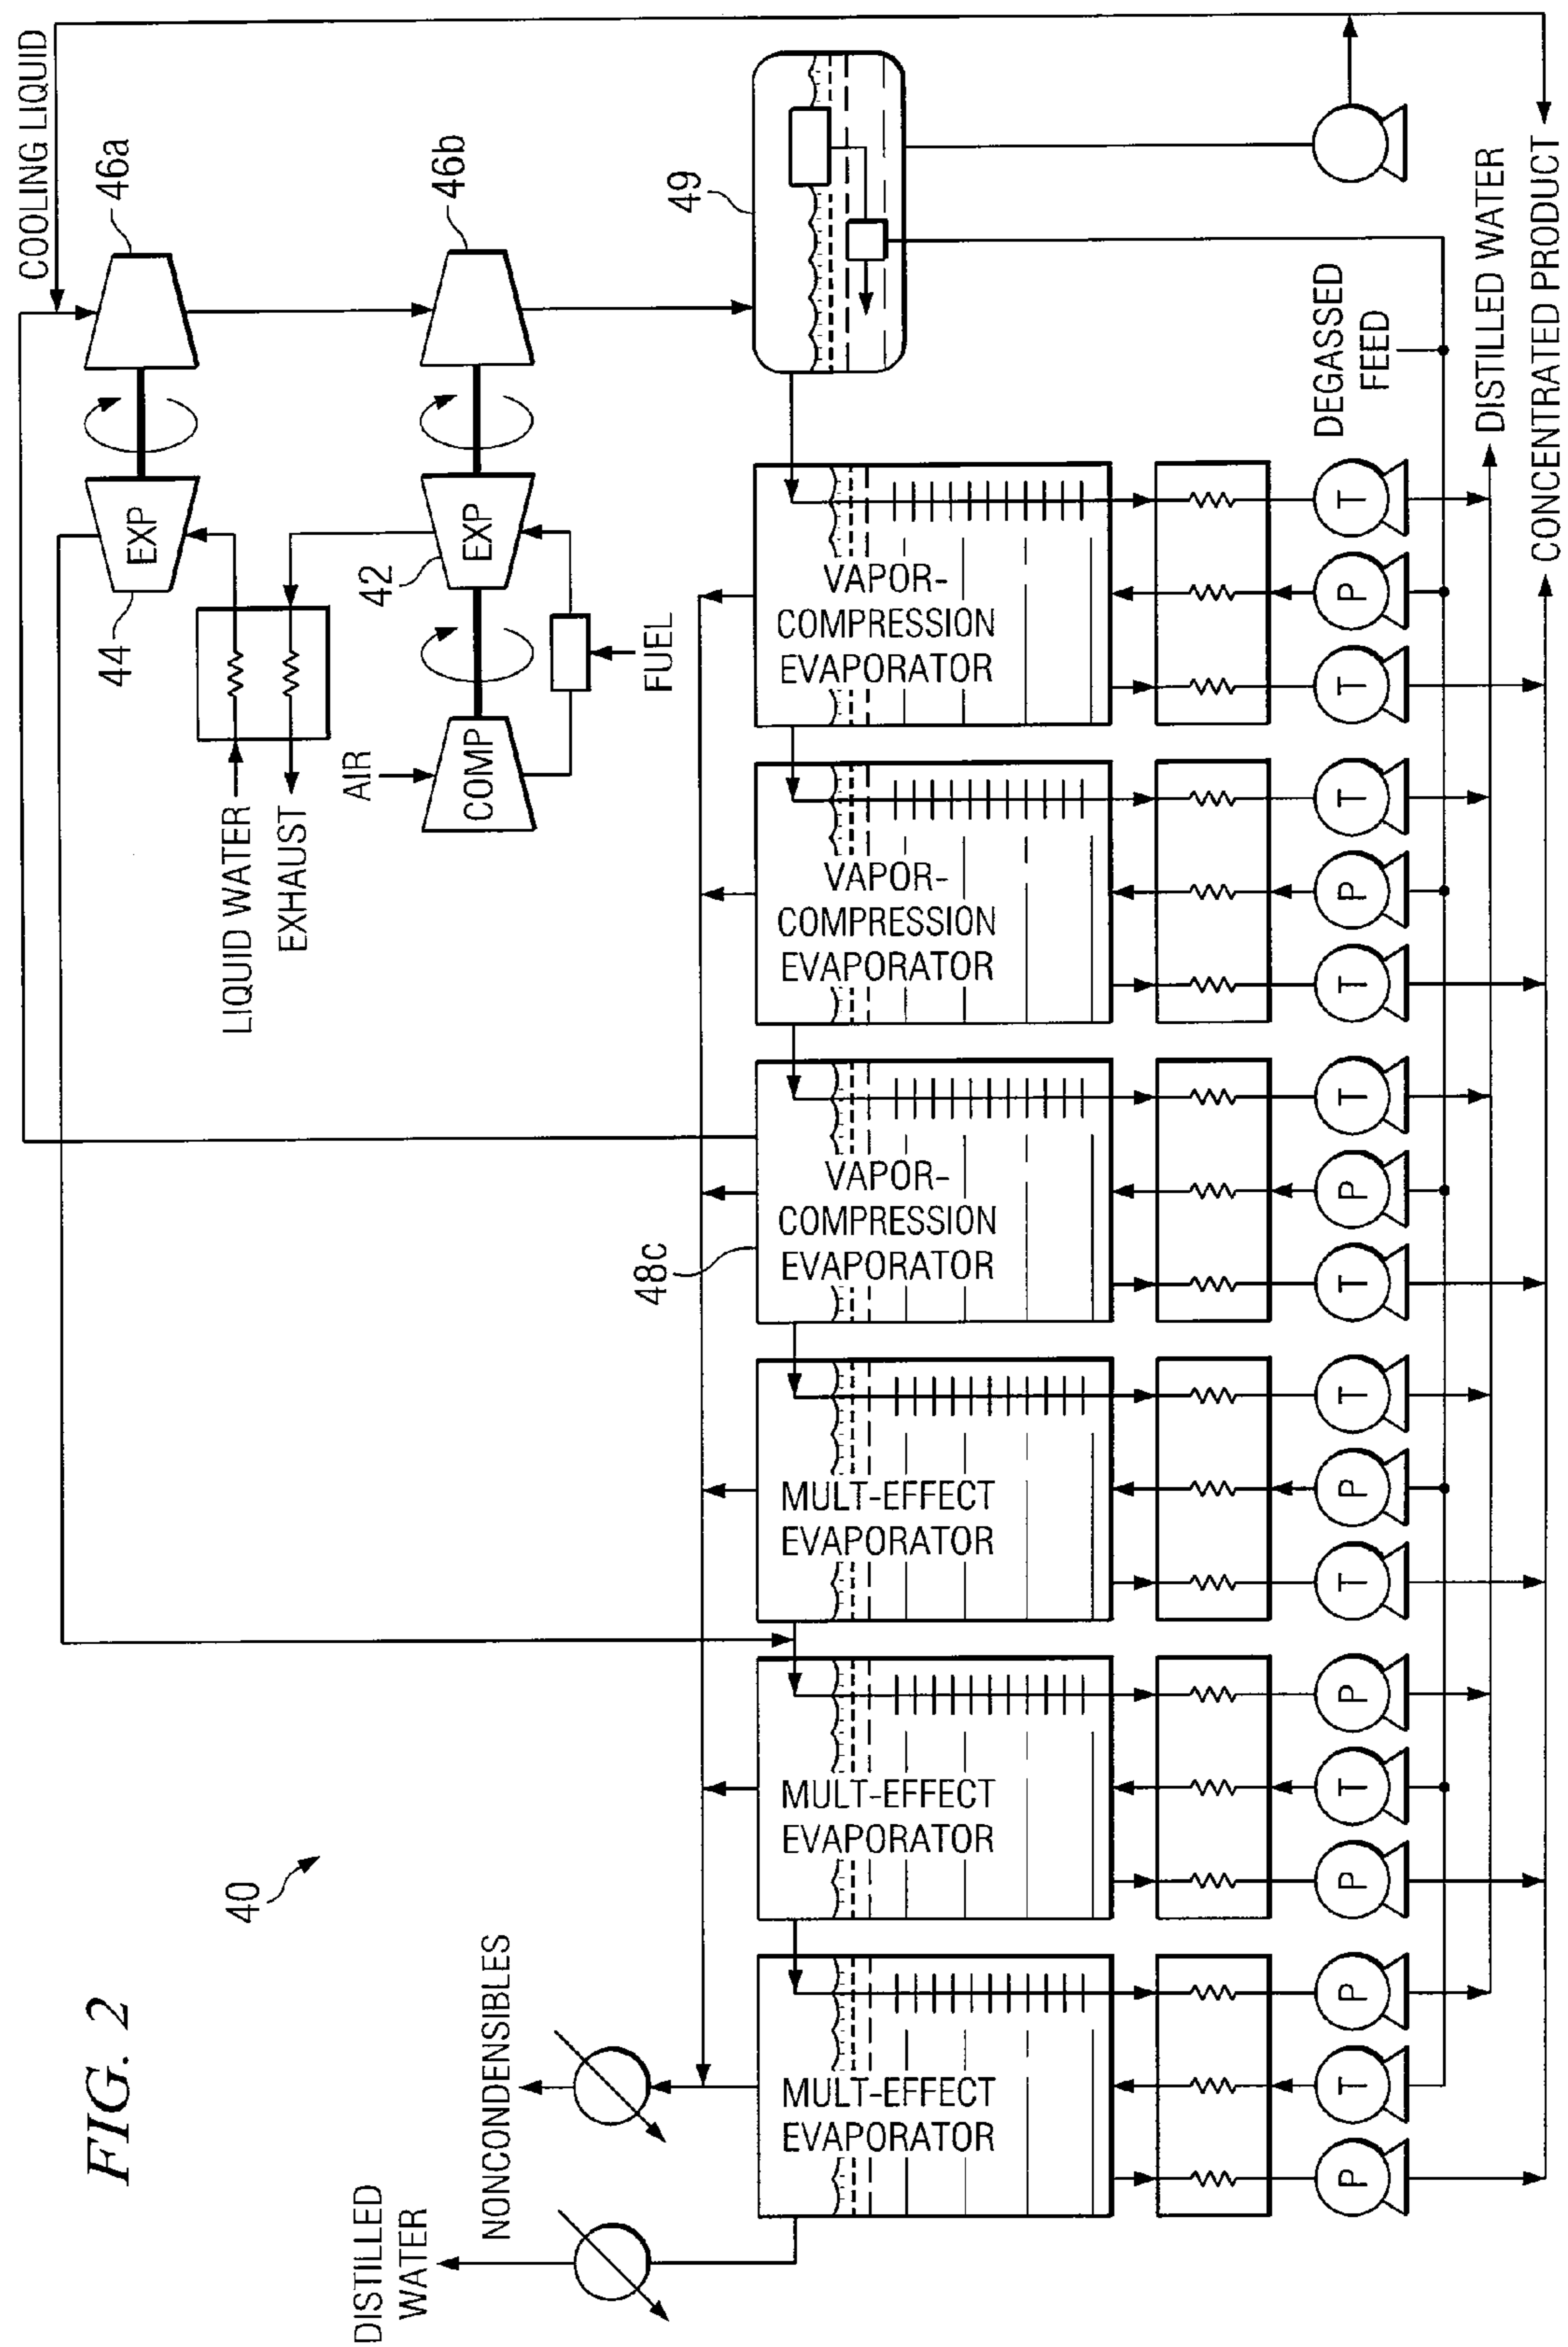 FIG. 2
40
COOLING LIQUID
46a
46b
EXP
EXP
44
42
LIQUID WATER
EXHAUST
AIR
COMP
FUEL
49
DISTILLED
WATER
NONCONDENSIBLES
48c
MULT-EFFECT
EVAPORATOR
MULT-EFFECT
EVAPORATOR
MULT-EFFECT
EVAPORATOR
VAPOR-
COMPRESSION
EVAPORATOR
VAPOR-
COMPRESSION
EVAPORATOR
VAPOR-
COMPRESSION
EVAPORATOR
P
T
P
P
T
P
T
P
T
T
P
T
T
P
T
T
P
T
DEGASSED
FEED
DISTILLED WATER
CONCENTRATED PRODUCT